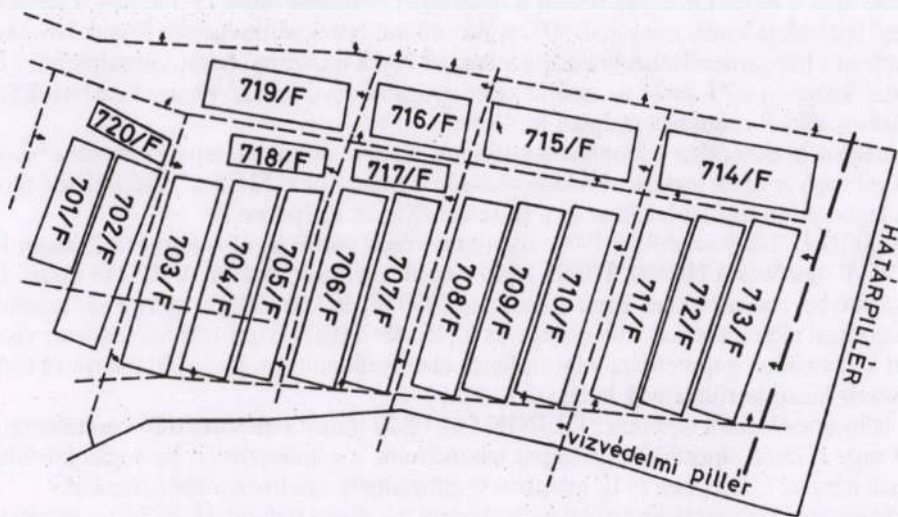 719/F
716/F
715/F
714/F
720/F
718/F
717/F
701/F
702/F
703/F
704/F
705/F
706/F
707/F
708/F
709/F
710/F
711/F
712/F
713/F
HATÁRPILLÉR
vizvédelmi
pillér